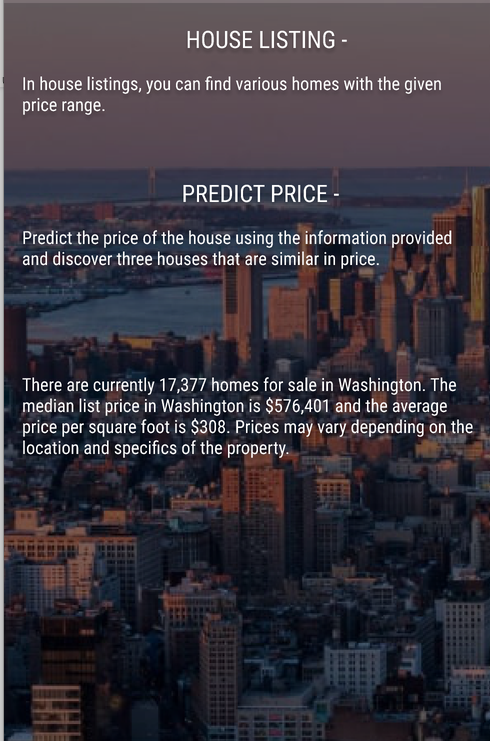 HOUSE LISTING -
In house listings, you can find various homes with the given
price range.
PREDICT PRICE -
Predict the price of the house using the information provided
and discover three houses that are similar in price.
There are currently 17,377 homes for sale in Washington. The
median list price in Washington is $576,401 and the average
price per square foot is $308. Prices may vary depending on the
location and specifics of the property.